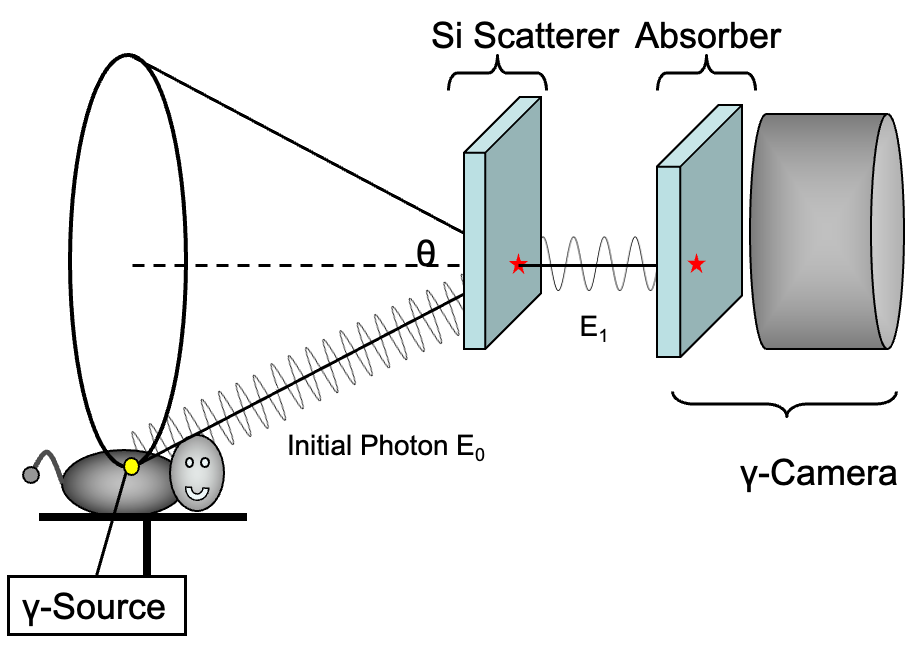 Si Scatterer
Absorber
θ
E₁
Initial Photon E₀
γ-Camera
γ-Source